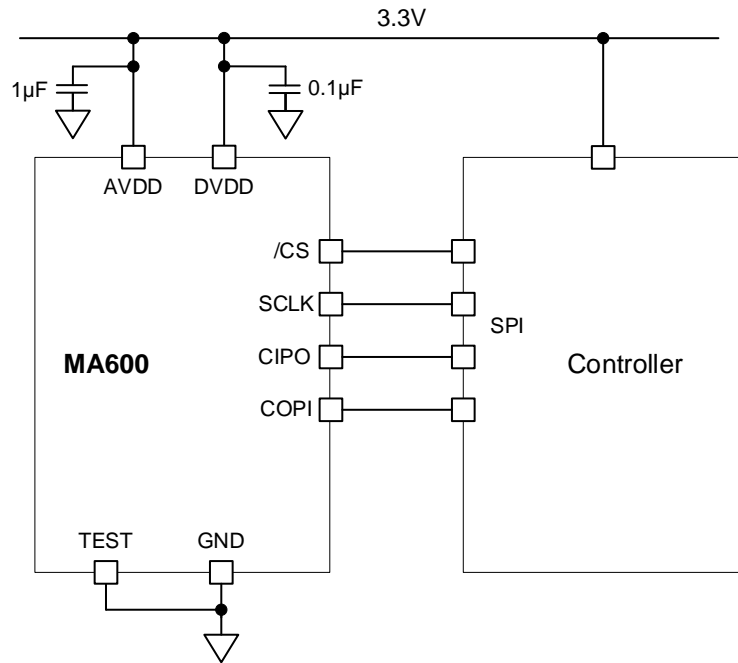 3.3V
1µF
0.1µF
AVDD
DVDD
/CS
SCLK
SPI
MA600
CIPO
Controller
COPI
TEST
GND